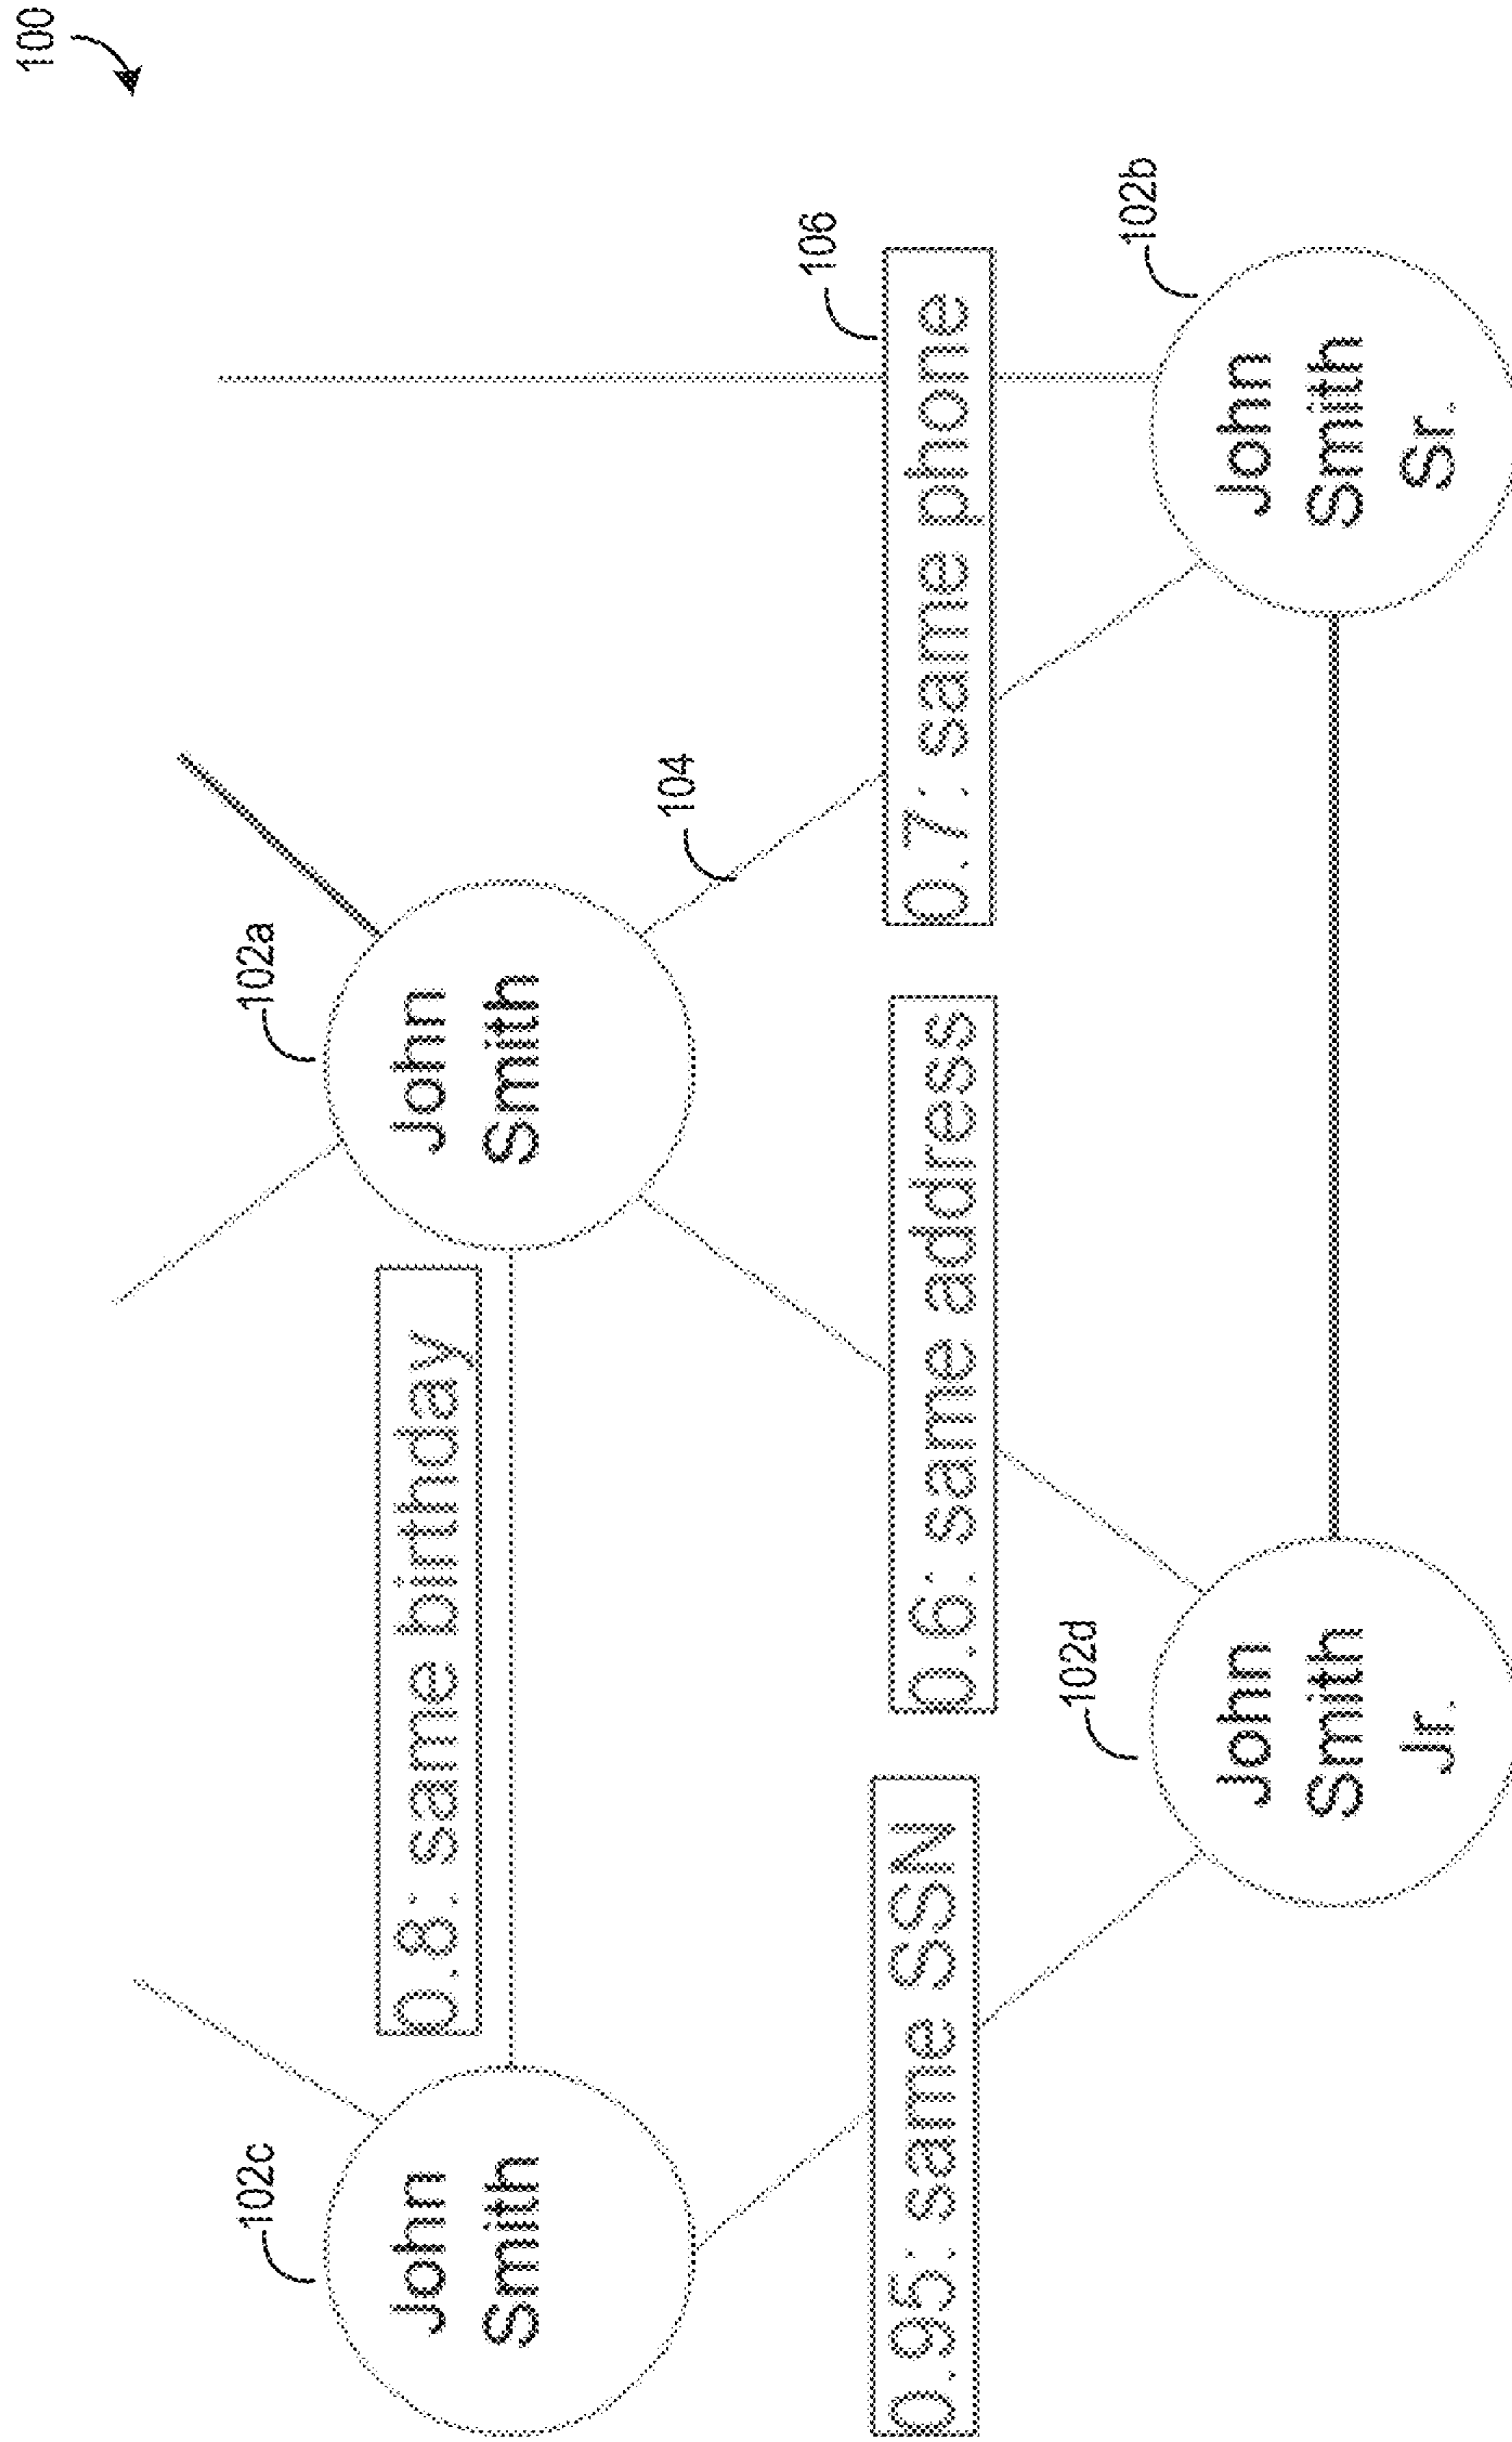 100
102c
John
Smith
0.8: same birthday
102a
John
Smith
104
106
0.95: same SSN
0.6: same address
0.7: same phone
102d
John
Smith
Jr.
102b
John
Smith
Sr.